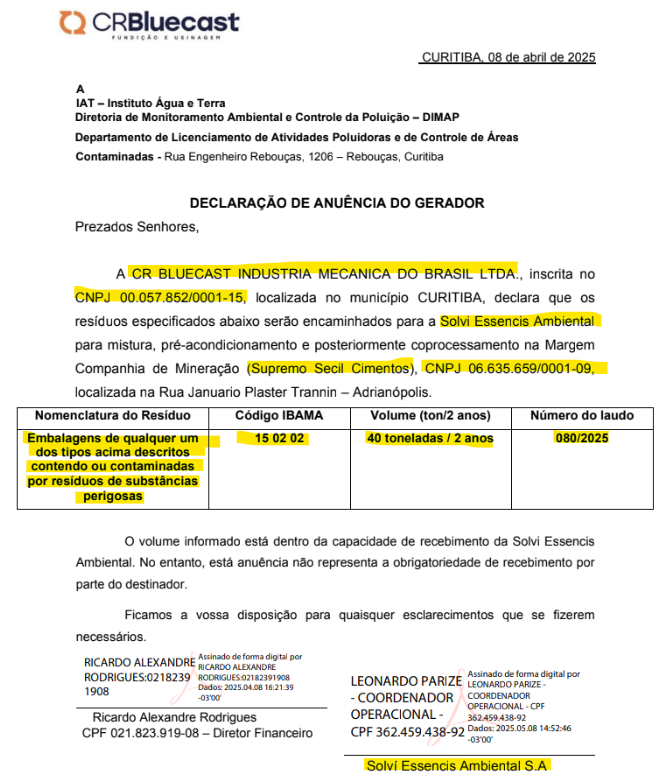 CRBluecast
FUNDIÇÃO E USINAGEM
CURITIBA, 08 de abril de 2025
A
IAT – Instituto Água e Terra
Diretoria de Monitoramento Ambiental e Controle da Poluição – DIMAP
Departamento de Licenciamento de Atividades Poluidoras e de Controle de Áreas
Contaminadas - Rua Engenheiro Rebouças, 1206 – Rebouças, Curitiba
DECLARAÇÃO DE ANUÊNCIA DO GERADOR
Prezados Senhores,
A CR BLUECAST INDUSTRIA MECANICA DO BRASIL LTDA., inscrita no
CNPJ 00.057.852/0001-15, localizada no município CURITIBA, declara que os
resíduos especificados abaixo serão encaminhados para a Solvi Essencis Ambiental
para mistura, pré-acondicionamento e posteriormente coprocessamento na Margem
Companhia de Mineração (Supremo Secil Cimentos), CNPJ 06.635.659/0001-09,
localizada na Rua Januario Plaster Trannin – Adrianópolis.
Nomenclatura do Resíduo Código IBAMA Volume (ton/2 anos) Número do laudo
Embalagens de qualquer um 15 02 02 40 toneladas / 2 anos 080/2025
dos tipos acima descritos
contendo ou contaminadas
por resíduos de substâncias
perigosas
O volume informado está dentro da capacidade de recebimento da Solvi Essencis
Ambiental. No entanto, está anuência não representa a obrigatoriedade de recebimento por
parte do destinador.
Ficamos a vossa disposição para quaisquer esclarecimentos que se fizerem
necessários.
RICARDO ALEXANDRE
RODRIGUES:0218239
1908
Assinado de forma digital por
RICARDO ALEXANDRE
RODRIGUES:02182391908
Dados: 2025.04.08 16:21:39
-03'00'
Ricardo Alexandre Rodrigues
CPF 021.823.919-08 – Diretor Financeiro
LEONARDO PARIZE
- COORDENADOR
OPERACIONAL -
CPF 362.459.438-92
Assinado de forma digital por
LEONARDO PARIZE -
COORDENADOR
OPERACIONAL - CPF
362.459.438-92
Dados: 2025.05.08 14:52:46
-03'00'
Solví Essencis Ambiental S.A